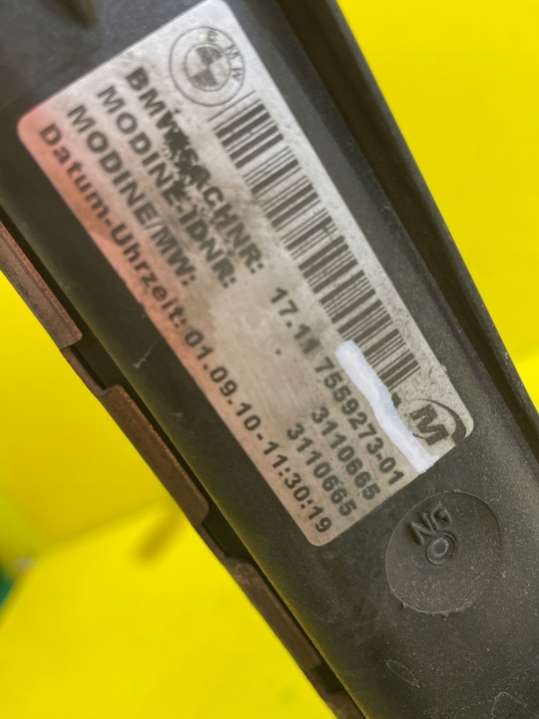 BMW
BMW SACHNR: 17.11 7559273-01
MODINE-IDNR: 3110665
MODINE/MW: 3110665
Datum-Uhrzeit: 01.09.10-11:30:19
M
NG